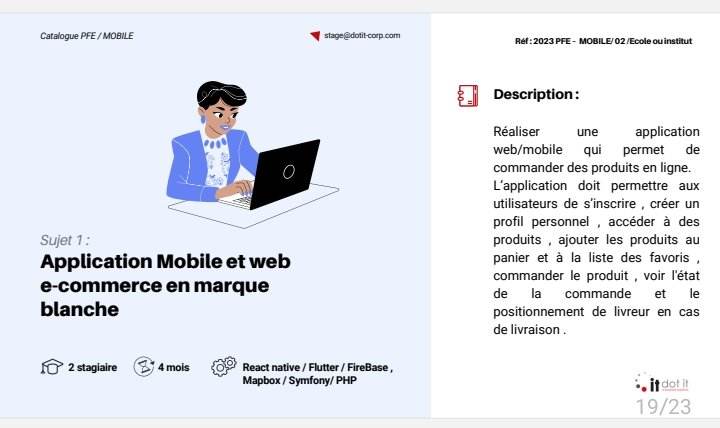 Catalogue PFE / MOBILE
stage@dotit-corp.com
Sujet 1 :
Application Mobile et web
e-commerce en marque
blanche
2 stagiaire
4 mois
React native / Flutter / FireBase ,
Mapbox / Symfony/ PHP
Réf : 2023 PFE - MOBILE/ 02 /Ecole ou institut
Description :
Réaliser une application
web/mobile qui permet de
commander des produits en ligne.
L'application doit permettre aux
utilisateurs de s'inscrire , créer un
profil personnel , accéder à des
produits , ajouter les produits au
panier et à la liste des favoris ,
commander le produit , voir l'état
de la commande et le
positionnement de livreur en cas
de livraison .
it dot it
19/23